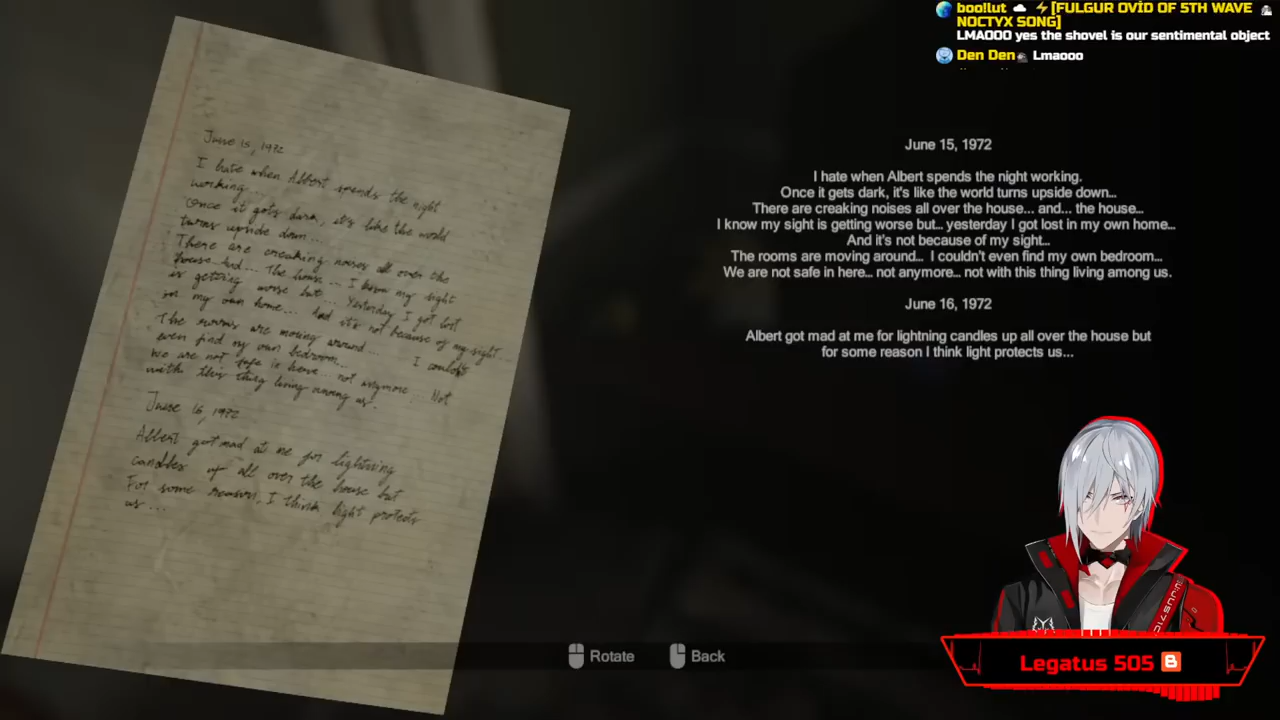 boo!lut ⚡[FULGUR OVİD OF 5TH WAVE
NOCTYX SONG]
LMAOOO yes the shovel is our sentimental object
Den Den Lmaooo
June 15, 1972
I hate when Albert spends the night
working...
Once it gets dark, it's like the world
turns upside down...
There are creaking noises all over the
house. And... The house... I know my sight
is getting worse but... Yesterday I got lost
in my own home... And it's not because of my sight...
The rooms are moving around... I couldn't
even find my own bedroom...
We are not safe in here... not anymore. Not
with this thing living among us.
June 16, 1972
Albert got mad at me for lightning
candles up all over the house but
For some reason, I think light protects
us...
June 15, 1972
I hate when Albert spends the night working.
Once it gets dark, it's like the world turns upside down...
There are creaking noises all over the house... and... the house...
I know my sight is getting worse but... yesterday I got lost in my own home...
And it's not because of my sight...
The rooms are moving around... I couldn't even find my own bedroom...
We are not safe in here... not anymore... not with this thing living among us.
June 16, 1972
Albert got mad at me for lightning candles up all over the house but
for some reason I think light protects us...
Rotate
Back
Legatus 505 B